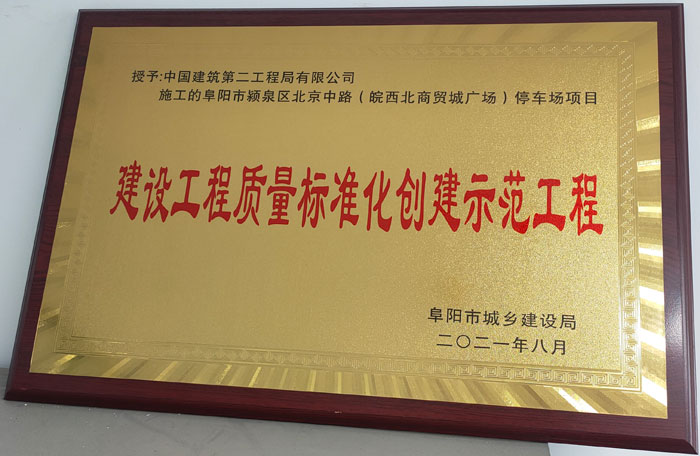 授予:中国建筑第二工程局有限公司
施工的阜阳市颍泉区北京中路（皖西北商贸城广场）停车场项目
建设工程质量标准化创建示范工程
阜阳市城乡建设局
二〇二一年八月